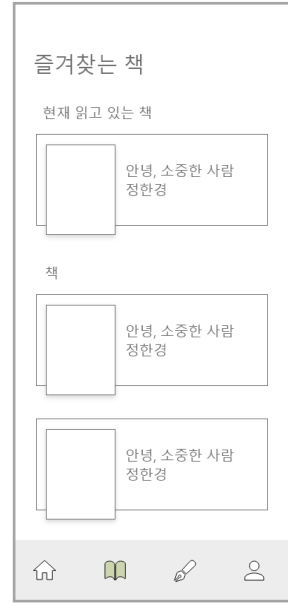 즐겨찾는 책
현재 읽고 있는 책
안녕, 소중한 사람
정한경
책
안녕, 소중한 사람
정한경
안녕, 소중한 사람
정한경